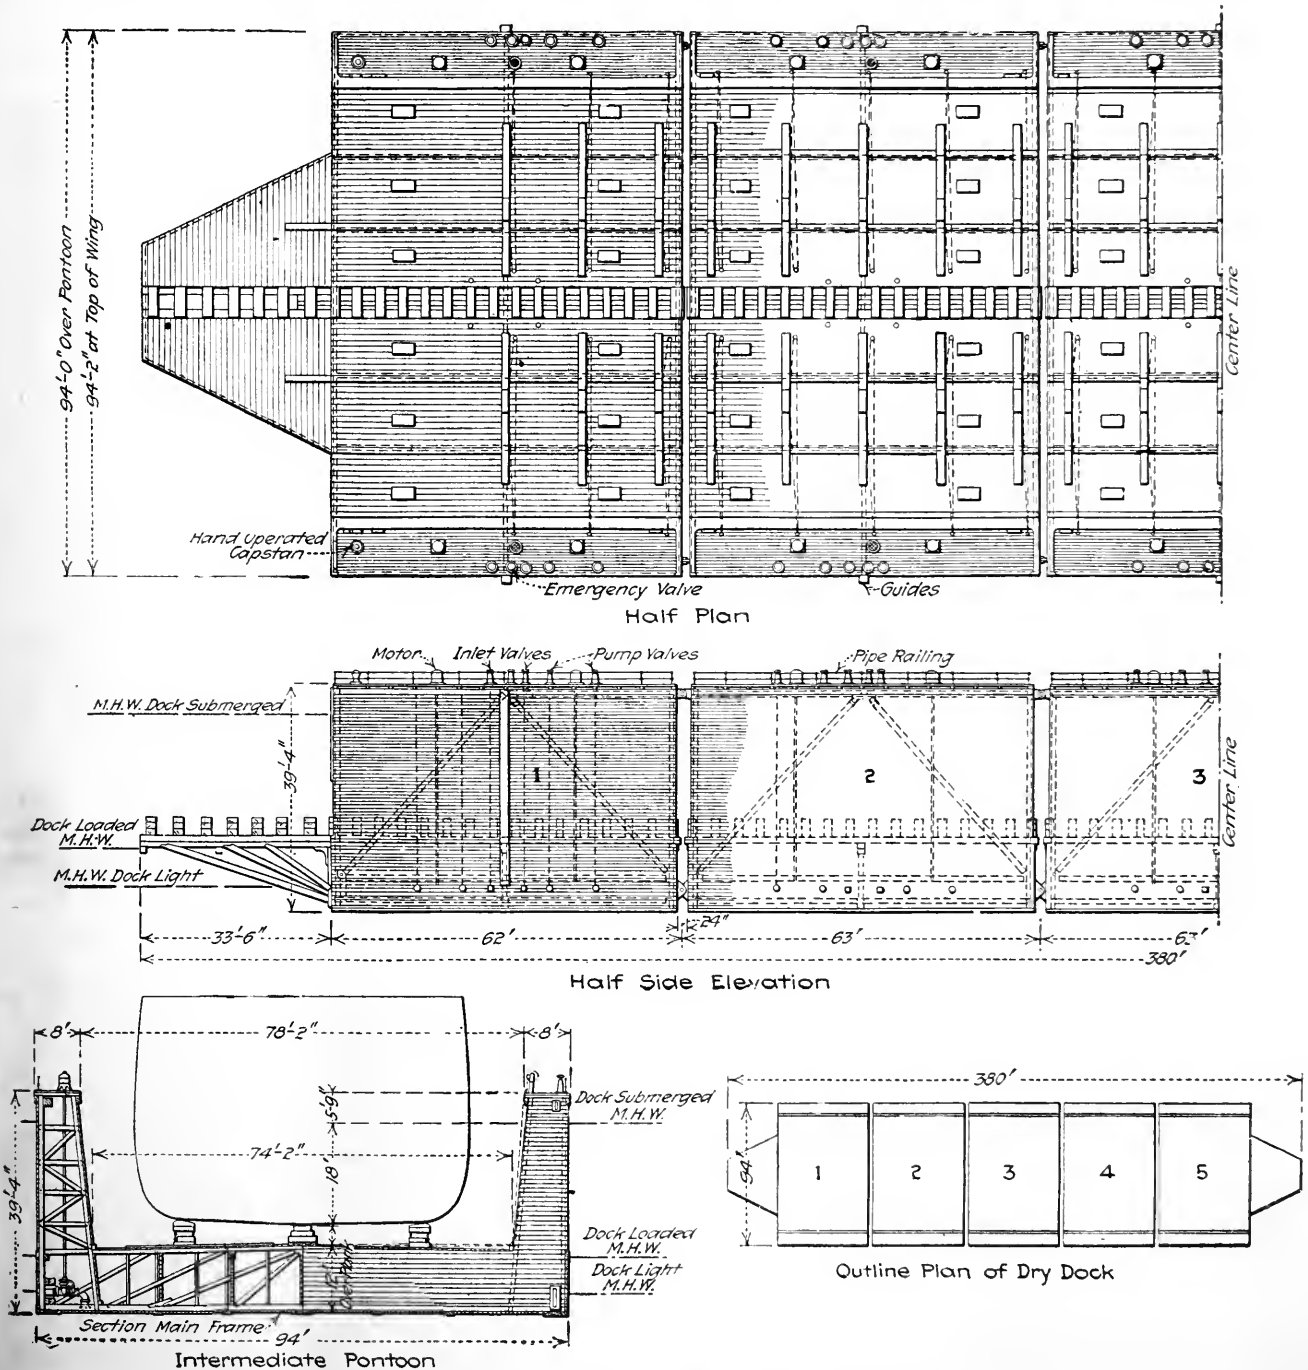 94'-0" Over Pontoon
94'-2" at Top of Wing
Center Line
Hand operated
Capstan
Emergency Valve
Guides
Half Plan
Motor
Inlet Valves
Pump Valves
Pipe Railing
M.H.W. Dock Submerged
39'-4"
1
2
3
Center Line
Dock Loaded
M.H.W.
M.H.W. Dock Light
24"
33'-6"
62'
63'
63'
380'
Half Side Elevation
8'
78'-2"
8'
5'-9"
Dock Submerged
M.H.W.
74'-2"
18'
39'-4"
Dock Loaded
M.H.W.
Dock Light
M.H.W.
Over Plank
Section Main Frame
94'
Intermediate Pontoon
380'
94'
1
2
3
4
5
Outline Plan of Dry Dock